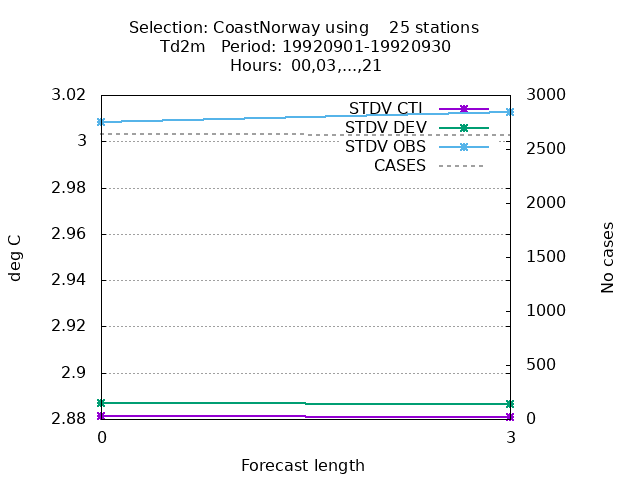 Selection: CoastNorway using    25 stations
Td2m   Period: 19920901-19920930
Hours:  00,03,...,21
3.02
3
2.98
2.96
2.94
2.92
2.9
2.88
deg C
3000
2500
2000
1500
1000
500
0
No cases
STDV CTI
STDV DEV
STDV OBS
CASES
0
3
Forecast length